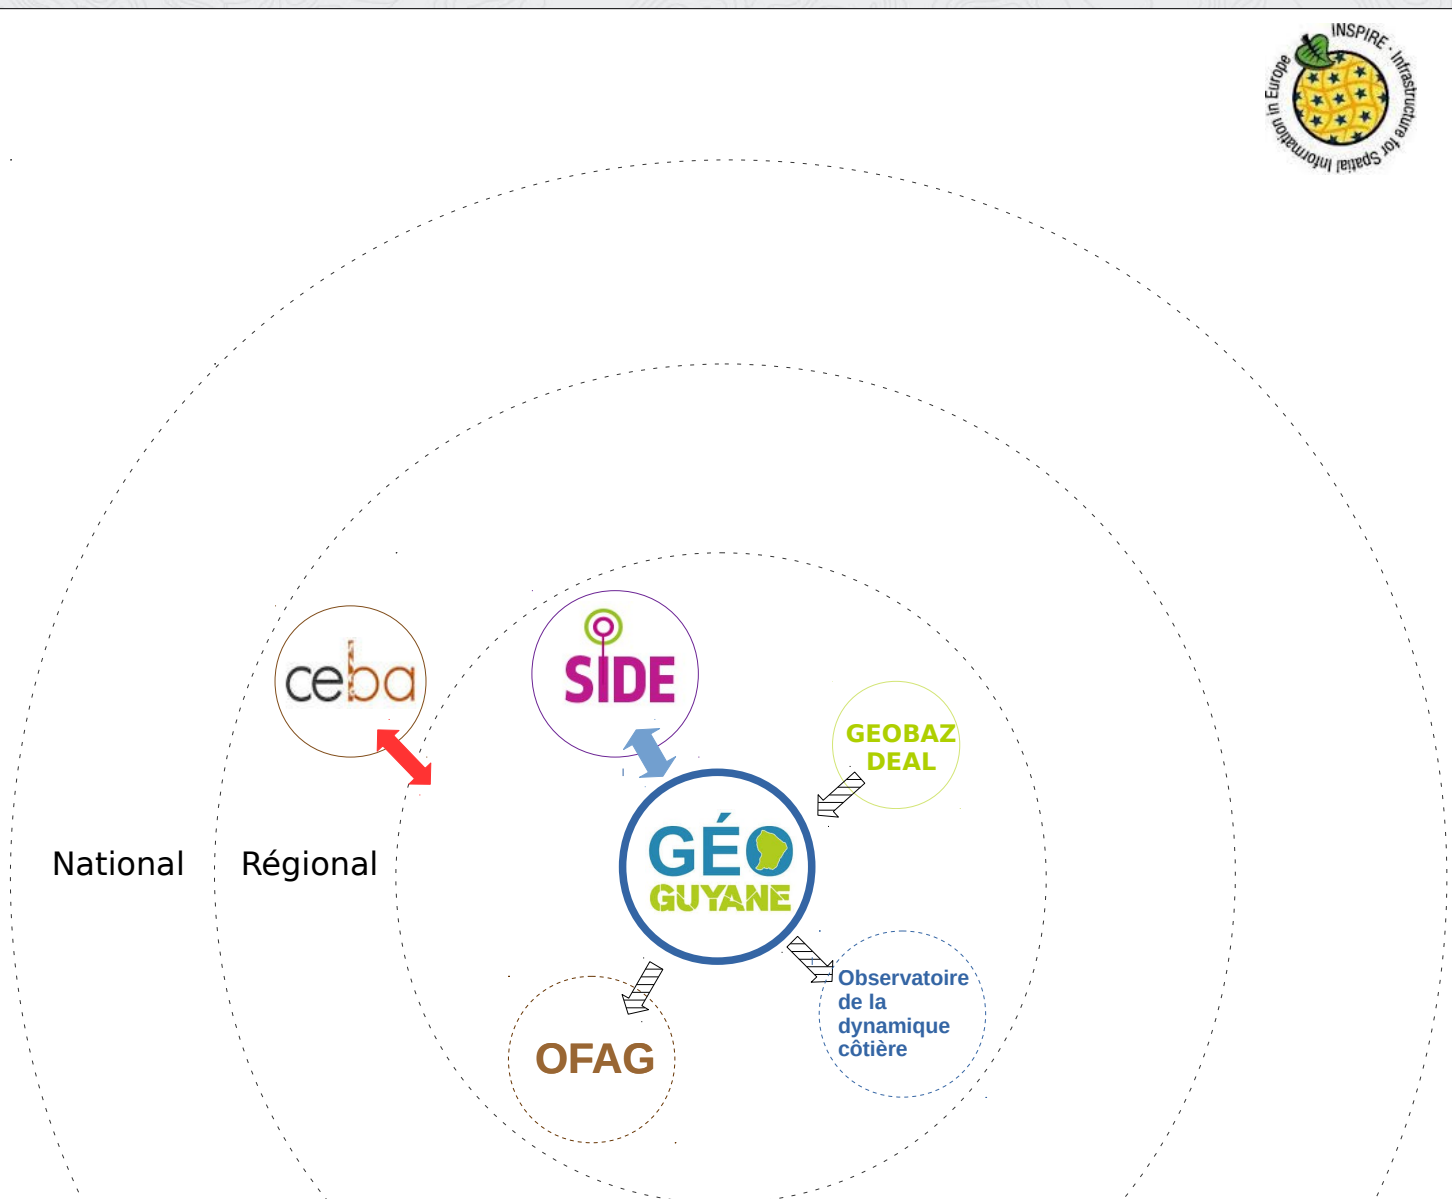 INSPIRE · Infrastructure for Spatial Information in Europe
ceba
SIDE
GEOBAZ
DEAL
GÉO
GUYANE
National
Régional
Observatoire
de la
dynamique
côtière
OFAG